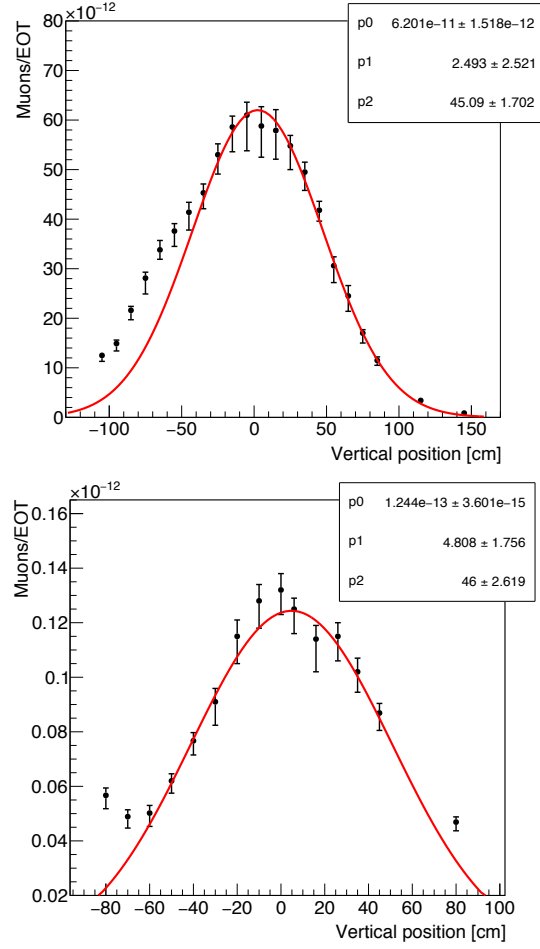 ×10⁻¹²
p0 6.201e−11 ± 1.518e−12
p1 2.493 ± 2.521
p2 45.09 ± 1.702
Muons/EOT
80
70
60
50
40
30
20
10
0
−100 −50 0 50 100 150
Vertical position [cm]
×10⁻¹²
p0 1.244e−13 ± 3.601e−15
p1 4.808 ± 1.756
p2 46 ± 2.619
Muons/EOT
0.16
0.14
0.12
0.1
0.08
0.06
0.04
0.02
−80 −60 −40 −20 0 20 40 60 80 100
Vertical position [cm]